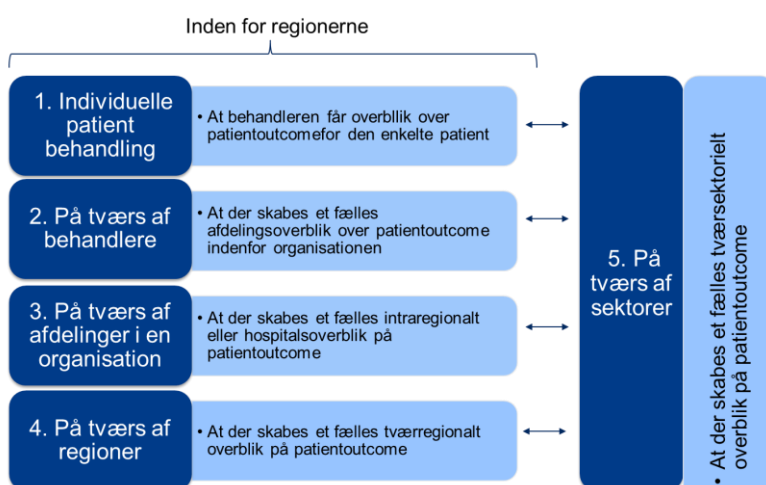 Inden for regionerne
1. Individuelle
patient
behandling
• At behandleren får overbllik over
patientoutcomefor den enkelte patient
2. På tværs af
behandlere
• At der skabes et fælles
afdelingsoverblik over patientoutcome
indenfor organisationen
3. På tværs af
afdelinger i en
organisation
• At der skabes et fælles intraregionalt
eller hospitalsoverblik på
patientoutcome
4. På tværs af
regioner
• At der skabes et fælles tværregionalt
overblik på patientoutcome
5. På
tværs af
sektorer
• At der skabes et fælles tværsektorielt
overblik på patientoutcome